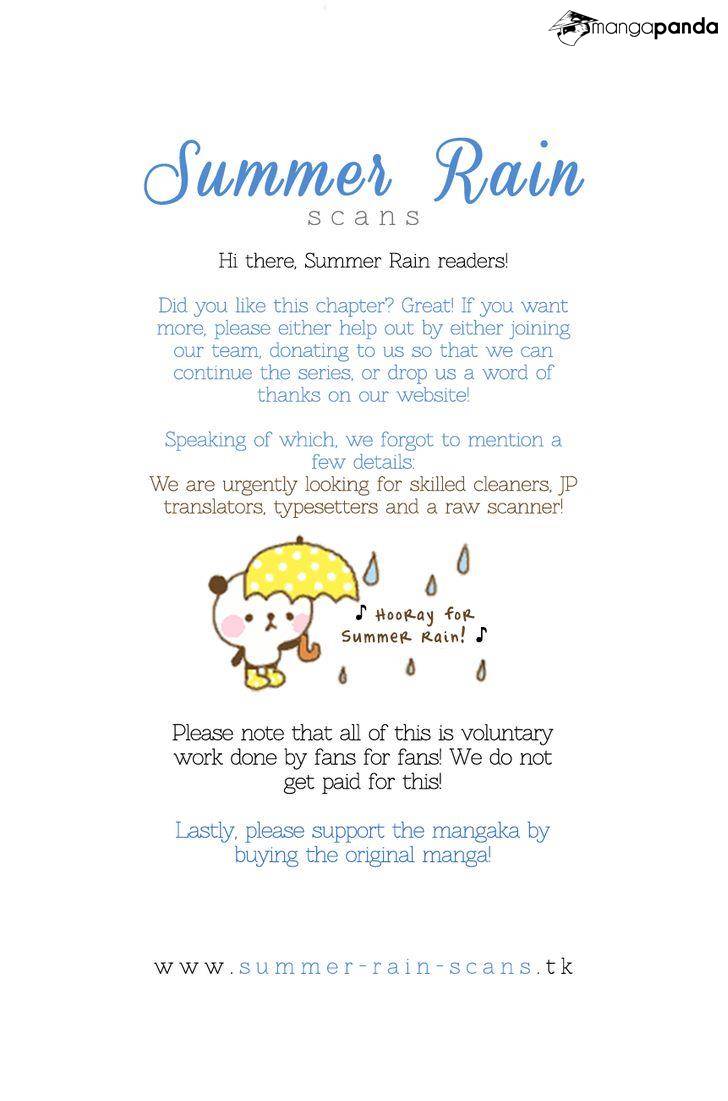 mangapanda
Summer Rain
scans
Hi there, Summer Rain readers!
Did you like this chapter? Great! If you want
more, please either help out by either joining
our team, donating to us so that we can
continue the series, or drop us a word of
thanks on our website!
Speaking of which, we forgot to mention a
few details:
We are urgently looking for skilled cleaners, JP
translators, typesetters and a raw scanner!
♪ Hooray for
Summer Rain! ♪
Please note that all of this is voluntary
work done by fans for fans! We do not
get paid for this!
Lastly, please support the mangaka by
buying the original manga!
www.summer-rain-scans.tk